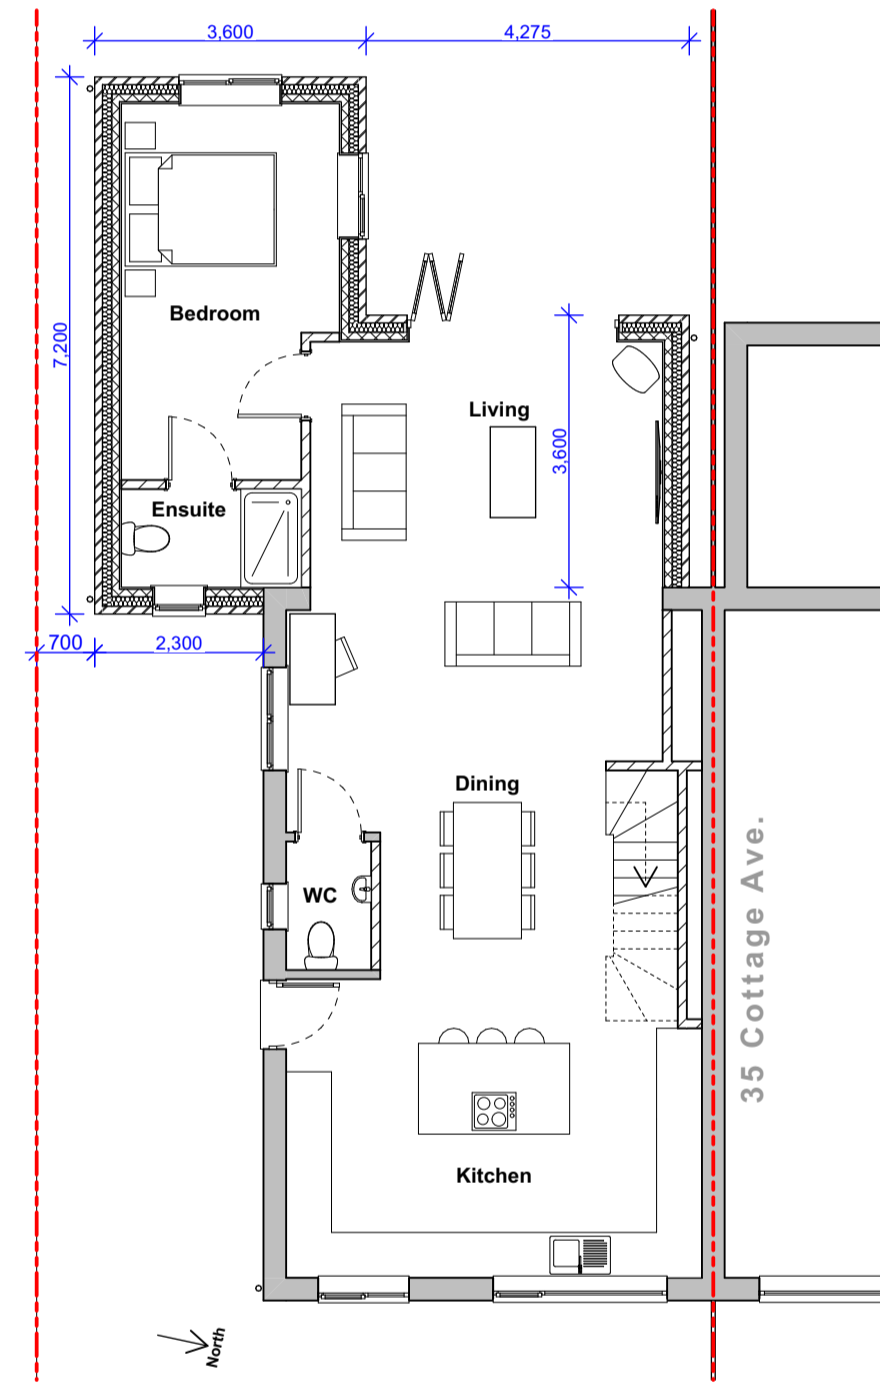 3,600
4,275
7,200
Bedroom
Living
3,600
Ensuite
700
2,300
Dining
WC
35 Cottage Ave.
Kitchen
North